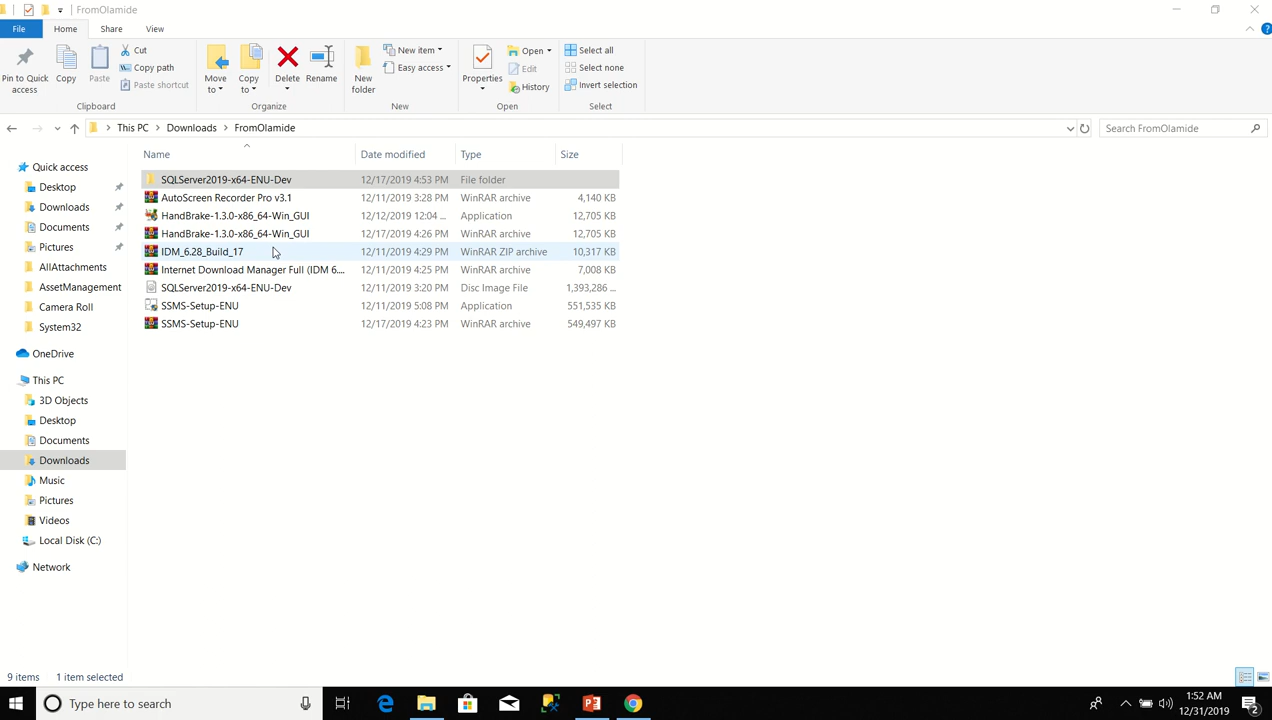 FromOlamide
File Home Share View
Pin to Quick access
Copy
Paste
Cut
Copy path
Paste shortcut
Clipboard
Move to
Copy to
Delete
Rename
Organize
New folder
New item
Easy access
New
Properties
Open
Edit
History
Open
Select all
Select none
Invert selection
Select
This PC Downloads FromOlamide
Search FromOlamide
Name Date modified Type Size
SQLServer2019-x64-ENU-Dev 12/17/2019 4:53 PM File folder
AutoScreen Recorder Pro v3.1 12/11/2019 3:28 PM WinRAR archive 4,140 KB
HandBrake-1.3.0-x86_64-Win_GUI 12/12/2019 12:04 ... Application 12,705 KB
HandBrake-1.3.0-x86_64-Win_GUI 12/17/2019 4:26 PM WinRAR archive 12,705 KB
IDM_6.28_Build_17 12/11/2019 4:29 PM WinRAR ZIP archive 10,317 KB
Internet Download Manager Full (IDM 6.... 12/11/2019 4:25 PM WinRAR archive 7,008 KB
SQLServer2019-x64-ENU-Dev 12/11/2019 3:20 PM Disc Image File 1,393,286 ...
SSMS-Setup-ENU 12/11/2019 5:08 PM Application 551,535 KB
SSMS-Setup-ENU 12/17/2019 4:23 PM WinRAR archive 549,497 KB
Quick access
Desktop
Downloads
Documents
Pictures
AllAttachments
AssetManagement
Camera Roll
System32
OneDrive
This PC
3D Objects
Desktop
Documents
Downloads
Music
Pictures
Videos
Local Disk (C:)
Network
9 items 1 item selected
Type here to search
1:52 AM
12/31/2019
2